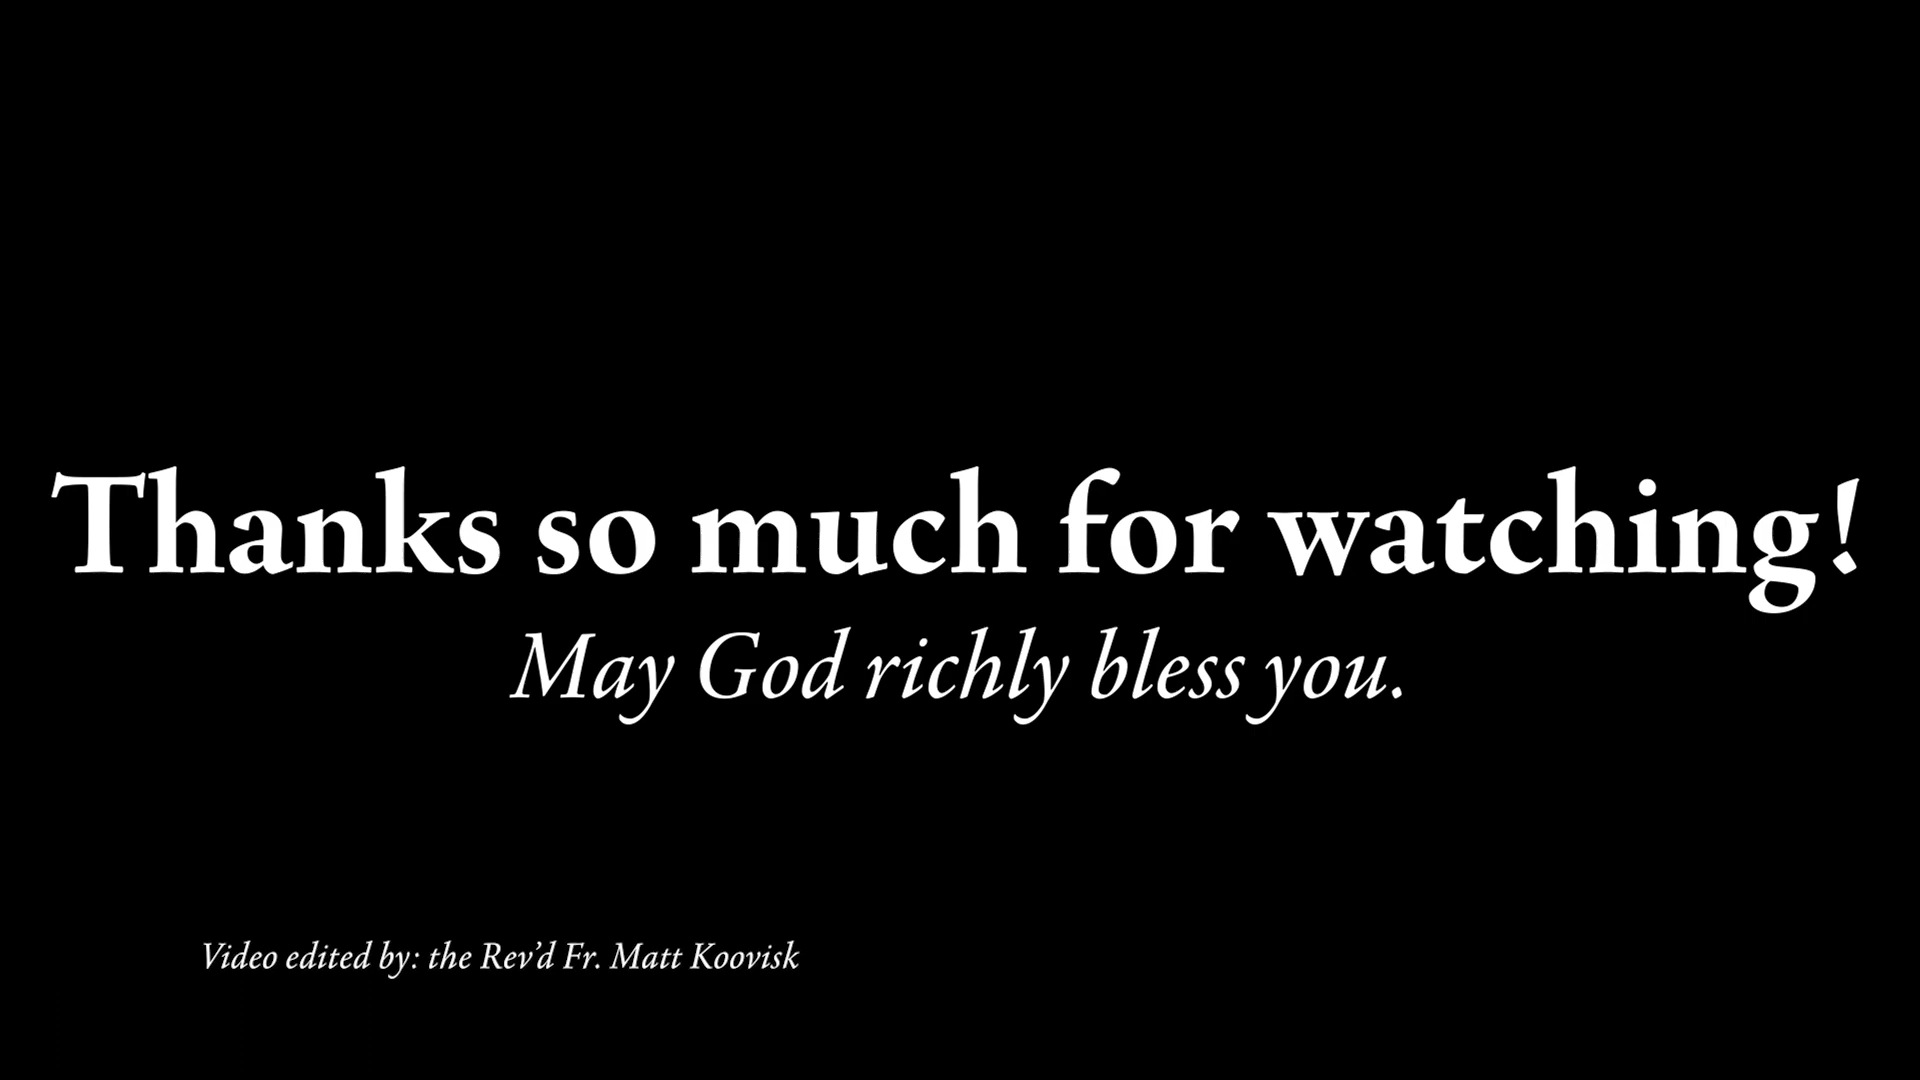 Thanks so much for watching!
May God richly bless you.
Video edited by: the Rev’d Fr. Matt Koovisk